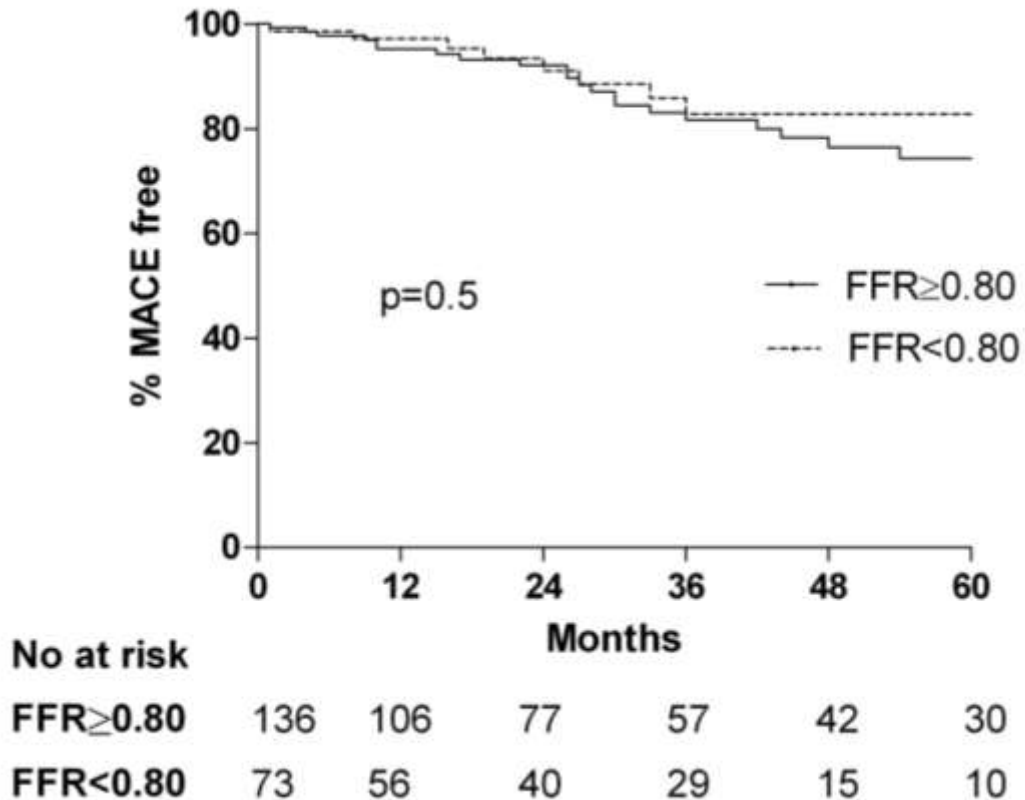 100
80
60
40
20
0
% MACE free
p=0.5
FFR≥0.80
FFR<0.80
0 12 24 36 48 60
Months
No at risk
FFR≥0.80 136 106 77 57 42 30
FFR<0.80 73 56 40 29 15 10